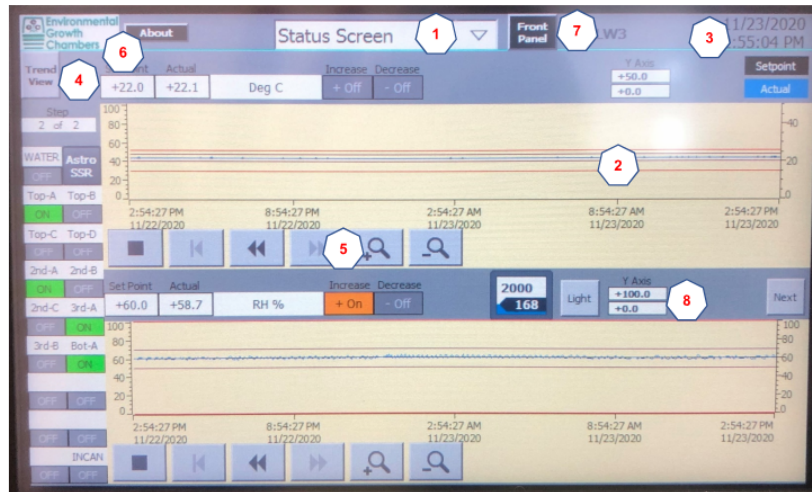 Environmental
Growth
Chambers
About
Status Screen
1
Front
Panel
7
.W3
3
11/23/2020
:55:04 PM
Trend
View
4
6
Set Point Actual
+22.0 +22.1 Deg C
Increase Decrease
+ Off - Off
Y Axis
+50.0
+0.0
Setpoint
Actual
Step
2 of 2
WATER Astro
SSR
OFF
Top-A Top-B
ON OFF
Top-C Top-D
OFF OFF
2nd-A 2nd-B
ON OFF
2nd-C 3rd-A
OFF ON
3rd-B Bot-A
OFF ON
OFF OFF
OFF OFF
INCAN
OFF OFF
100
80
60
40
20
0
40
20
0
2
2:54:27 PM 8:54:27 PM 2:54:27 AM 8:54:27 AM 2:54:27 PM
11/22/2020 11/22/2020 11/23/2020 11/23/2020 11/23/2020
5
Set Point Actual
+60.0 +58.7 RH %
Increase Decrease
+ On - Off
2000
168
Light
Y Axis
+100.0
+0.0
8
Next
100
80
60
40
20
0
100
80
60
40
20
0
2:54:27 PM 8:54:27 PM 2:54:27 AM 8:54:27 AM 2:54:27 PM
11/22/2020 11/22/2020 11/23/2020 11/23/2020 11/23/2020